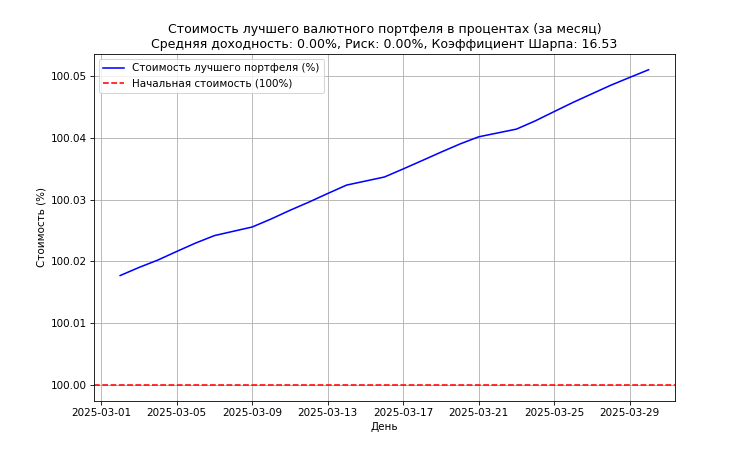 Стоимость лучшего валютного портфеля в процентах (за месяц)
Средняя доходность: 0.00%, Риск: 0.00%, Коэффициент Шарпа: 16.53
Стоимость лучшего портфеля (%)
Начальная стоимость (100%)
Стоимость (%)
100.05
100.04
100.03
100.02
100.01
100.00
2025-03-01 2025-03-05 2025-03-09 2025-03-13 2025-03-17 2025-03-21 2025-03-25 2025-03-29
День